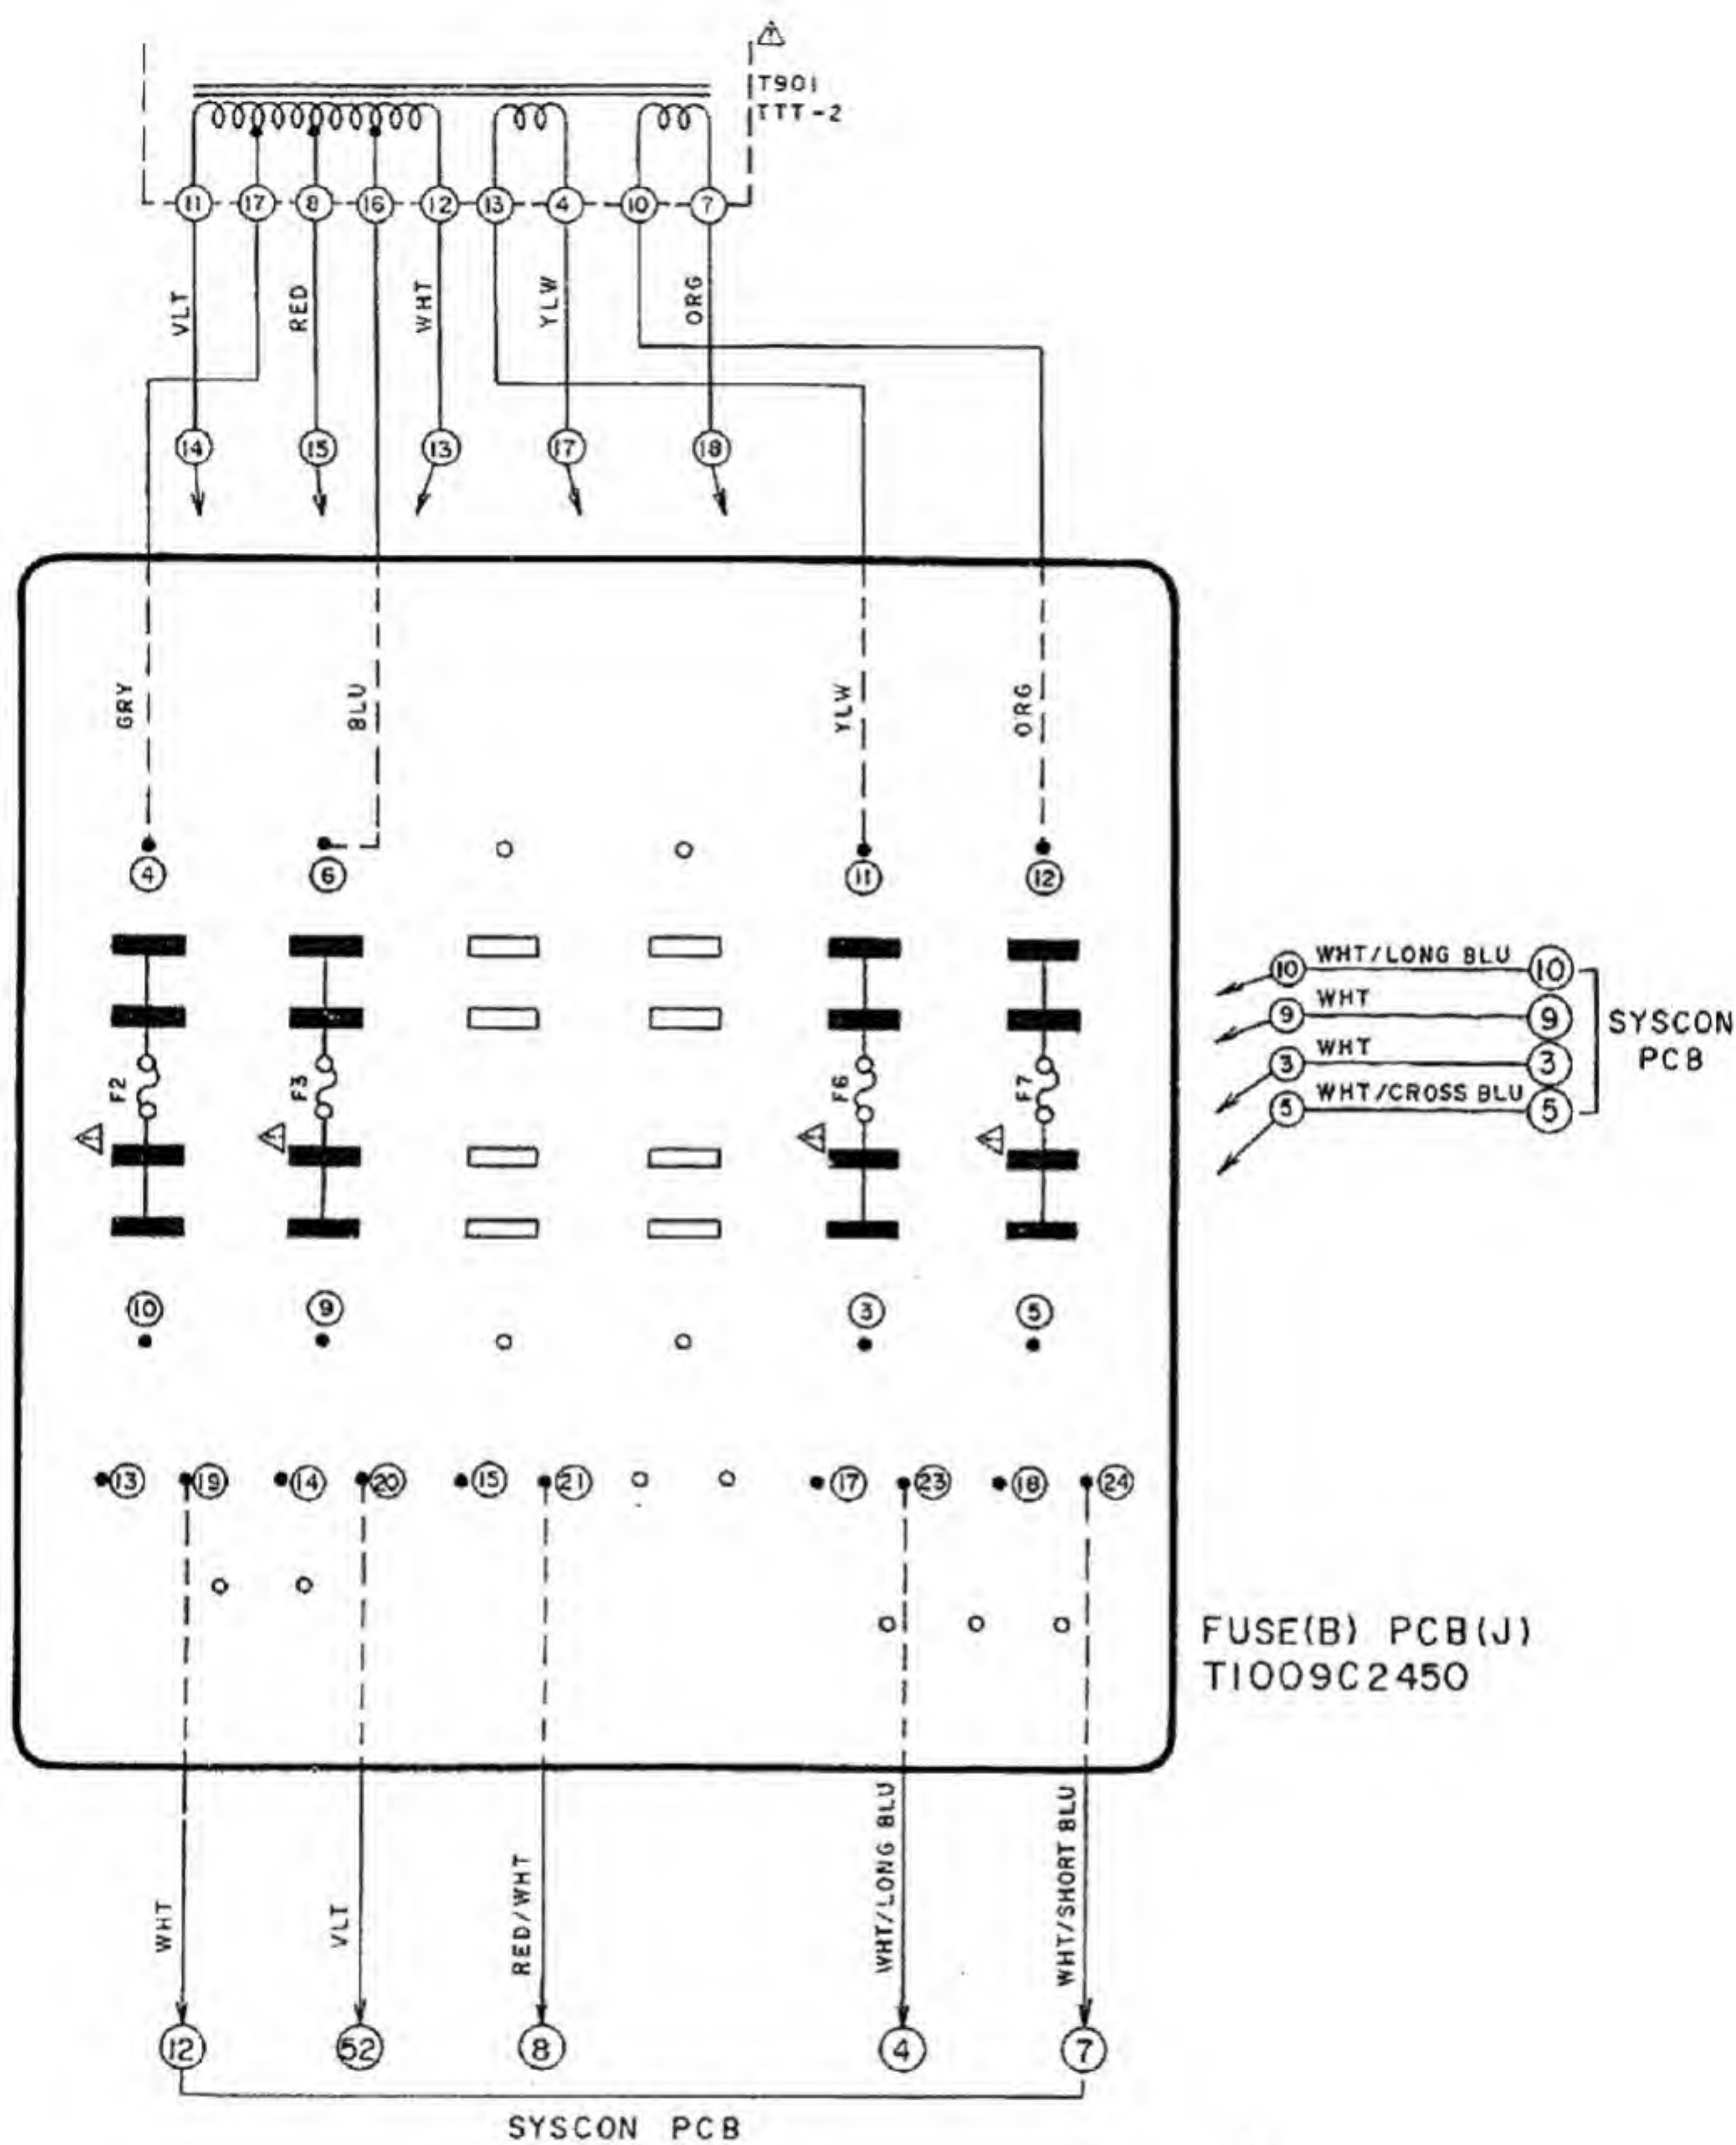 T901
TTT-2
11 17 8 16 12 13 4 10 7
VLT RED WHT YLW ORG
14 15 13 17 18
GRY BLU YLW ORG
4 6 11 12
10 WHT/LONG BLU 10
9 WHT 9
3 WHT 3
5 WHT/CROSS BLU 5
SYSCON
PCB
F2 F3 F6 F7
10 9 3 5
13 19 14 20 15 21 17 23 18 24
FUSE(B) PCB(J)
T1009C2450
WHT VLT RED/WHT WHT/LONG BLU WHT/SHORT BLU
12 52 8 4 7
SYSCON PCB